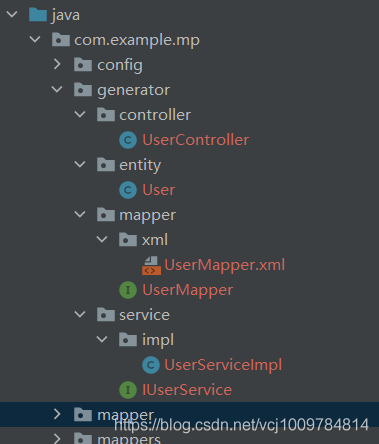 java
com.example.mp
config
generator
controller
UserController
entity
User
mapper
xml
UserMapper.xml
UserMapper
service
impl
UserServiceImpl
IUserService
mapper
https://blog.csdn.net/vcj1009784814
mappers